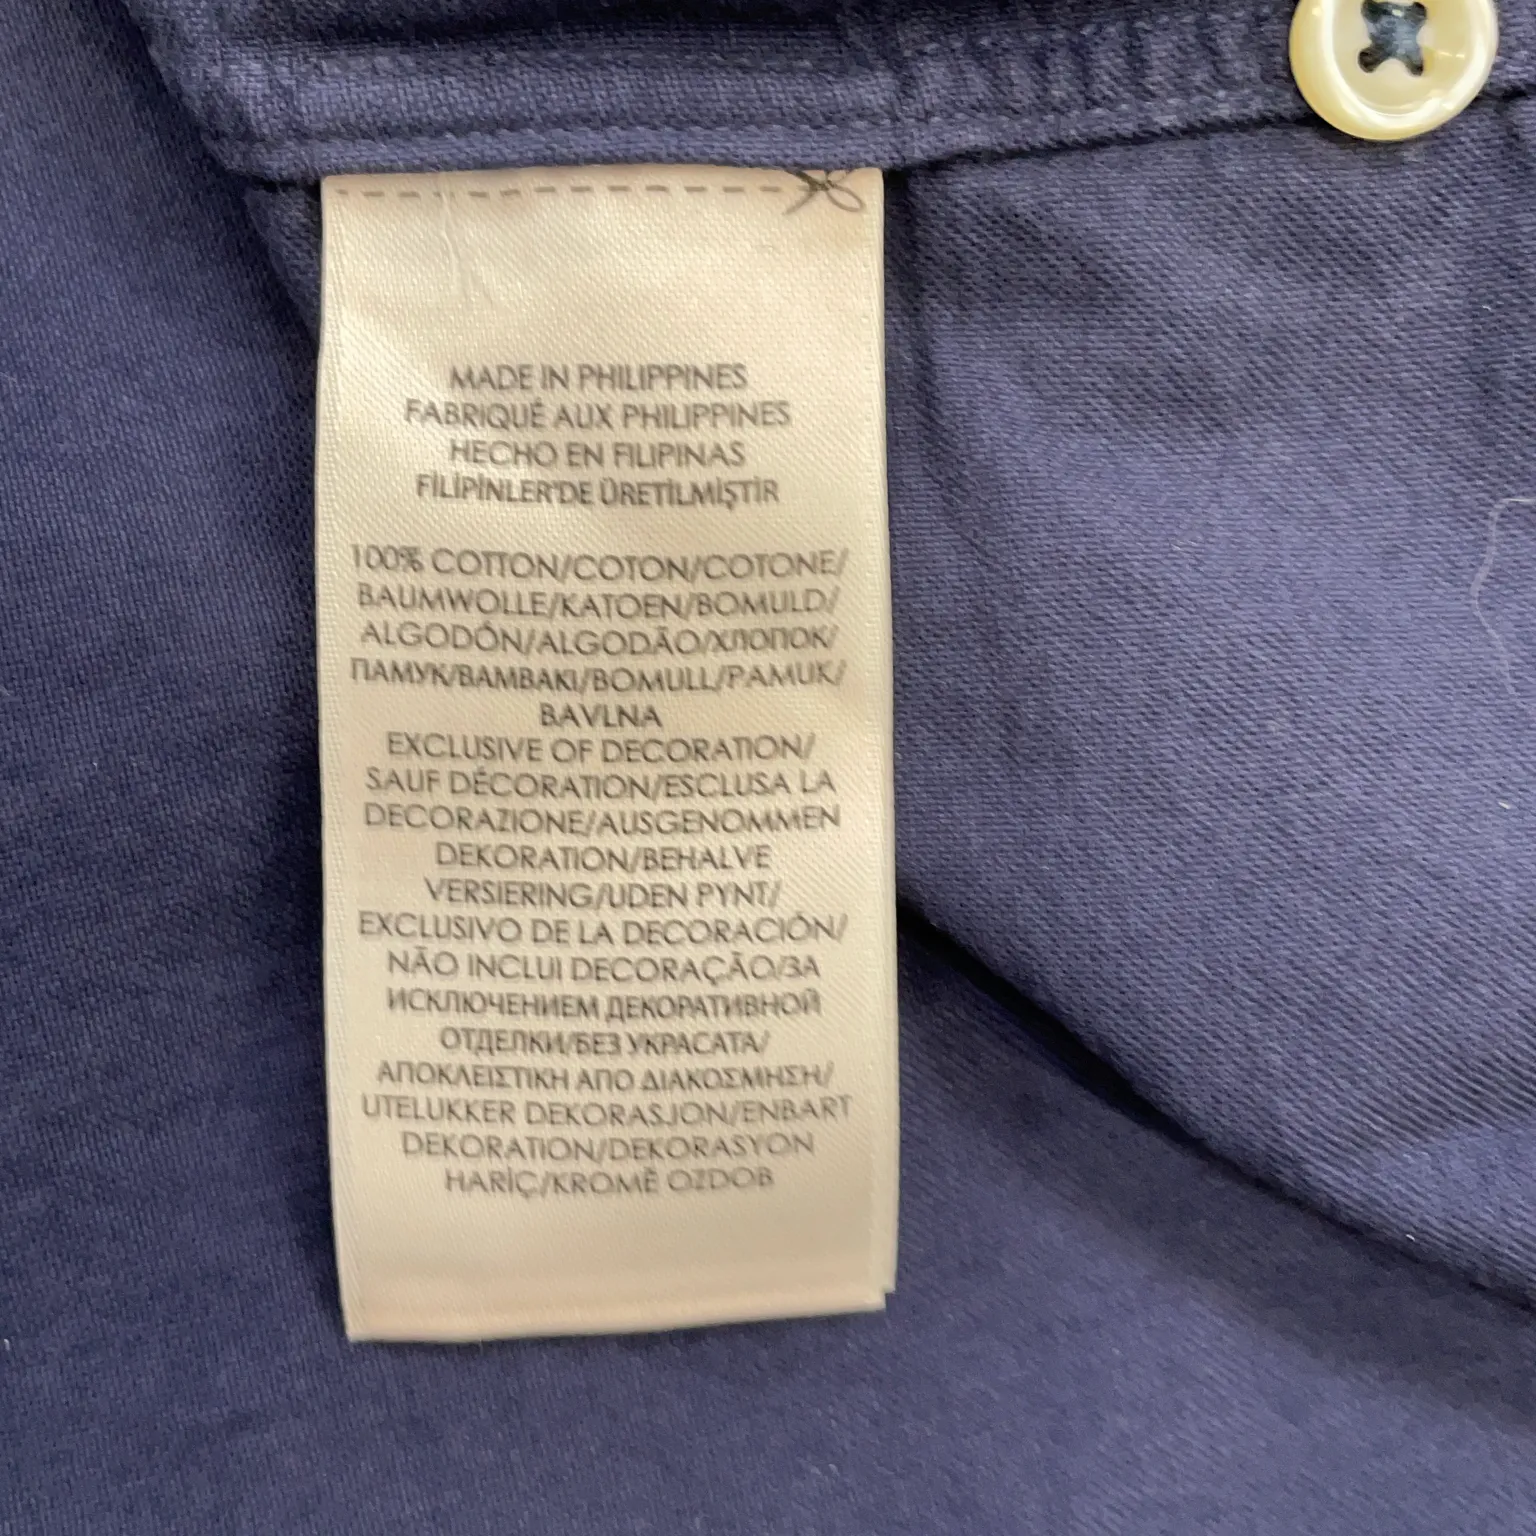 MADE IN PHILIPPINES
FABRIQUÉ AUX PHILIPPINES
HECHO EN FILIPINAS
FİLİPİNLER'DE ÜRETİLMİŞTİR
100% COTTON/COTON/COTONE/
BAUMWOLLE/KATOEN/BOMULD/
ALGODÓN/ALGODÃO/ХЛОПОК/
ПАМУК/BAMBAKI/BOMULL/PAMUK/
BAVLNA
EXCLUSIVE OF DECORATION/
SAUF DÉCORATION/ESCLUSA LA
DECORAZIONE/AUSGENOMMEN
DEKORATION/BEHALVE
VERSIERING/UDEN PYNT/
EXCLUSIVO DE LA DECORACIÓN/
NÃO INCLUI DECORAÇÃO/ЗА
ИСКЛЮЧЕНИЕМ ДЕКОРАТИВНОЙ
ОТДЕЛКИ/БЕЗ УКРАСАТА/
ΑΠΟΚΛΕΙΣΤΙΚΗ ΑΠΟ ΔΙΑΚΟΣΜΗΣΗ/
UTELUKKER DEKORASJON/ENBART
DEKORATION/DEKORASYON
HARİÇ/KROMĚ OZDOB